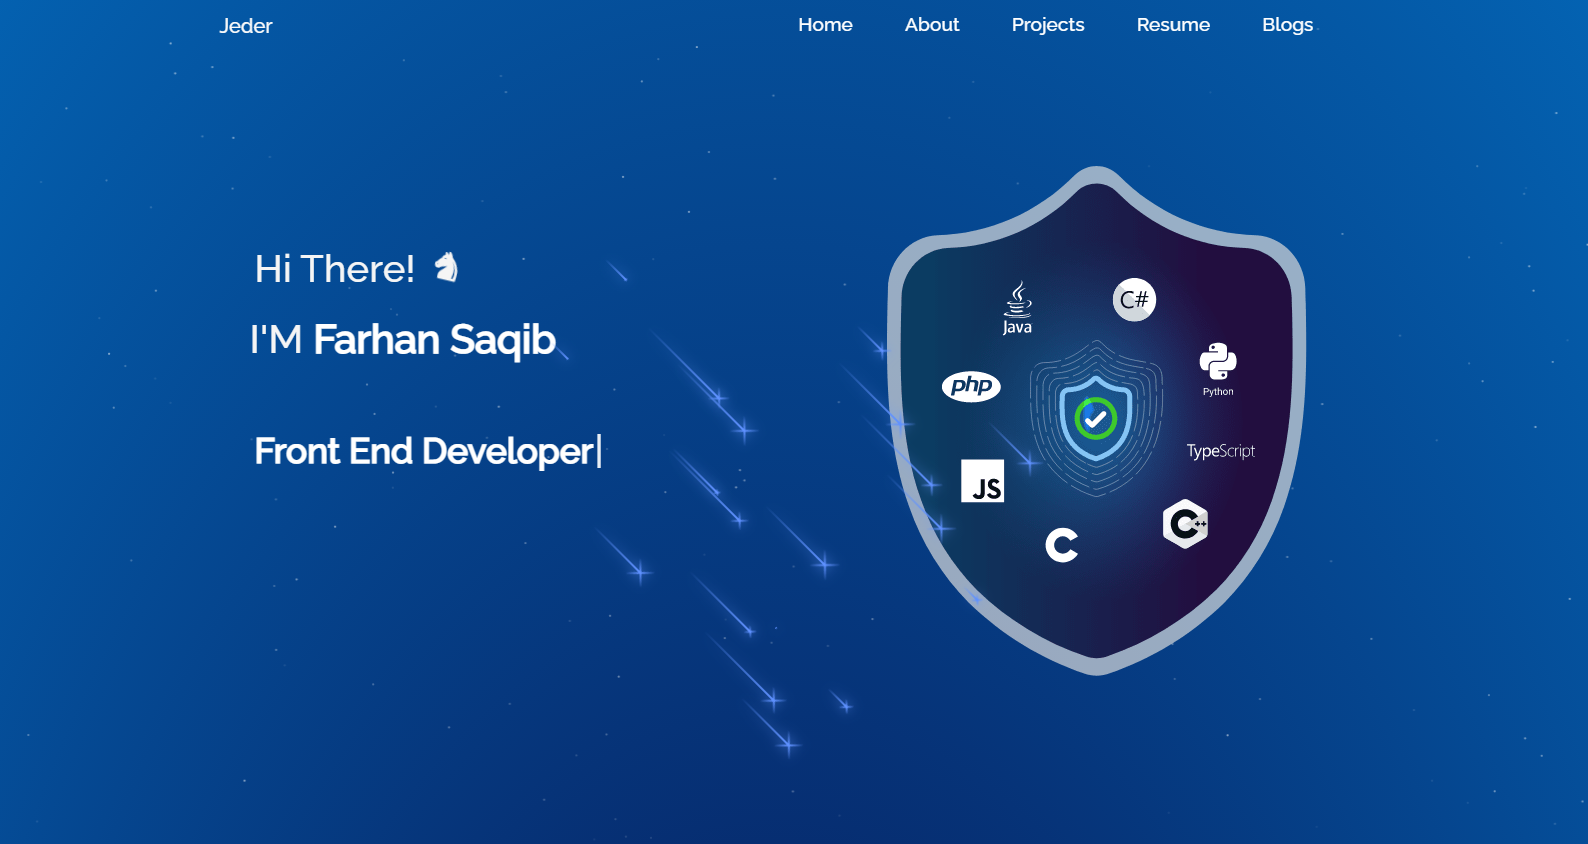 Jeder
Home About Projects Resume Blogs
Hi There!
I'M Farhan Saqib
Front End Developer
Java
C#
php
Python
TypeScript
JS
C++
C